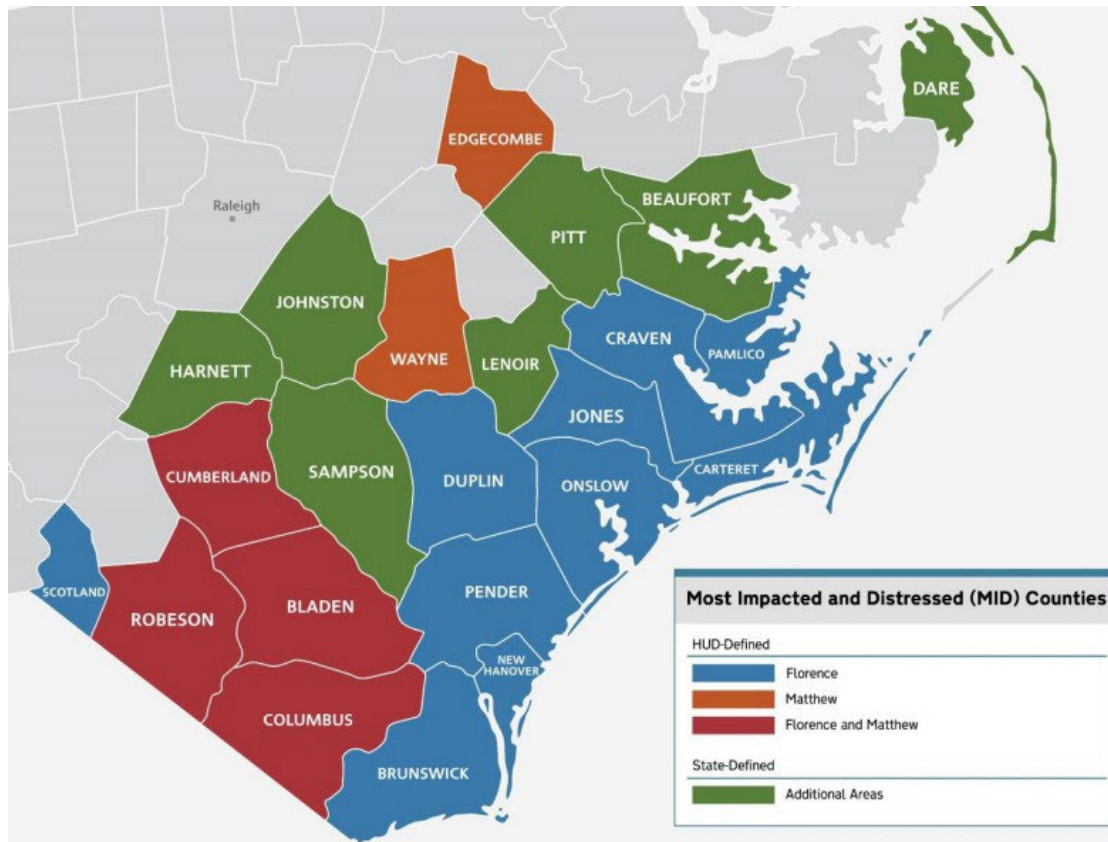 DARE
EDGECOMBE
BEAUFORT
Raleigh
PITT
JOHNSTON
CRAVEN
PAMLICO
WAYNE
LENOIR
HARNETT
JONES
CARTERET
CUMBERLAND
SAMPSON
DUPLIN
ONSLOW
SCOTLAND
PENDER
BLADEN
ROBESON
NEW
HANOVER
COLUMBUS
BRUNSWICK
Most Impacted and Distressed (MID) Counties
HUD-Defined
Florence
Matthew
Florence and Matthew
State-Defined
Additional Areas